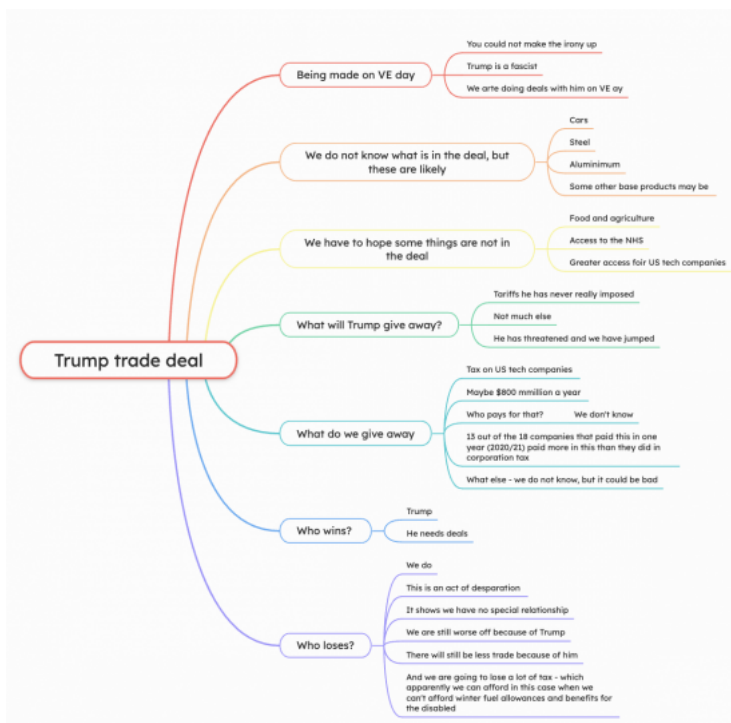 You could not make the irony up
Being made on VE day
Trump is a fascist
We arte doing deals with him on VE ay
Cars
We do not know what is in the deal, but
these are likely
Steel
Aluminimum
Some other base products may be
Food and agriculture
We have to hope some things are not in
the deal
Access to the NHS
Greater access foir US tech companies
Tariffs he has never really imposed
What will Trump give away?
Not much else
He has threatened and we have jumped
Trump trade deal
Tax on US tech companies
Maybe $800 mmillion a year
Who pays for that? We don't know
What do we give away
13 out of the 18 companies that paid this in one
year (2020/21) paid more in this than they did in
corporation tax
What else - we do not know, but it could be bad
Trump
Who wins?
He needs deals
We do
This is an act of desparation
It shows we have no special relationship
We are still worse off because of Trump
Who loses?
There will still be less trade because of him
And we are going to lose a lot of tax - which
apparently we can afford in this case when we
can't afford winter fuel allowances and benefits for
the disabled